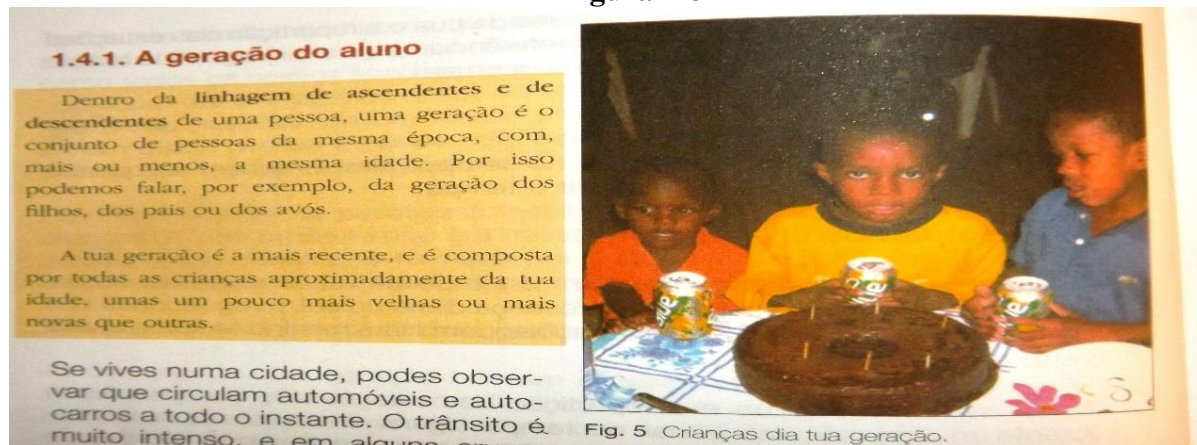 1.4.1. A geração do aluno
Dentro da linhagem de ascendentes e de
descendentes de uma pessoa, uma geração é o
conjunto de pessoas da mesma época, com,
mais ou menos, a mesma idade. Por isso
podemos falar, por exemplo, da geração dos
filhos, dos pais ou dos avós.
A tua geração é a mais recente, e é composta
por todas as crianças aproximadamente da tua
idade, umas um pouco mais velhas ou mais
novas que outras.
Se vives numa cidade, podes obser-
var que circulam automóveis e auto-
carros a todo o instante. O trânsito é
muito intenso, e em alguns
Fig. 5 Crianças dia tua geração.